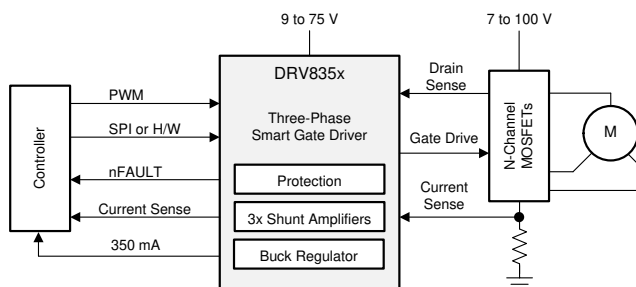 9 to 75 V
7 to 100 V
DRV835x
Three-Phase
Smart Gate Driver
Protection
3x Shunt Amplifiers
Buck Regulator
Controller
PWM
SPI or H/W
nFAULT
Current Sense
350 mA
Drain
Sense
Gate Drive
Current
Sense
N-Channel
MOSFETs
M